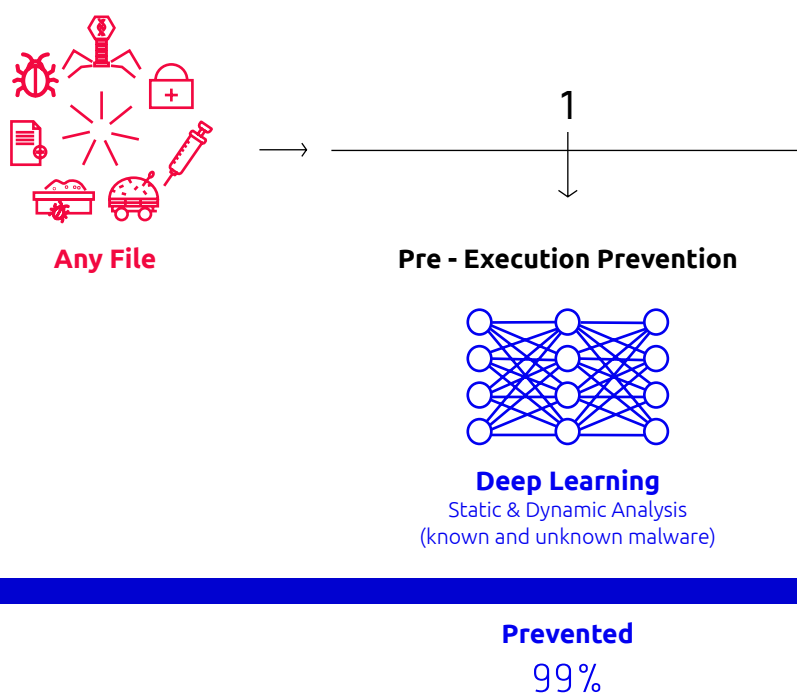 1
Any File
Pre - Execution Prevention
Deep Learning
Static & Dynamic Analysis
(known and unknown malware)
Prevented
99%